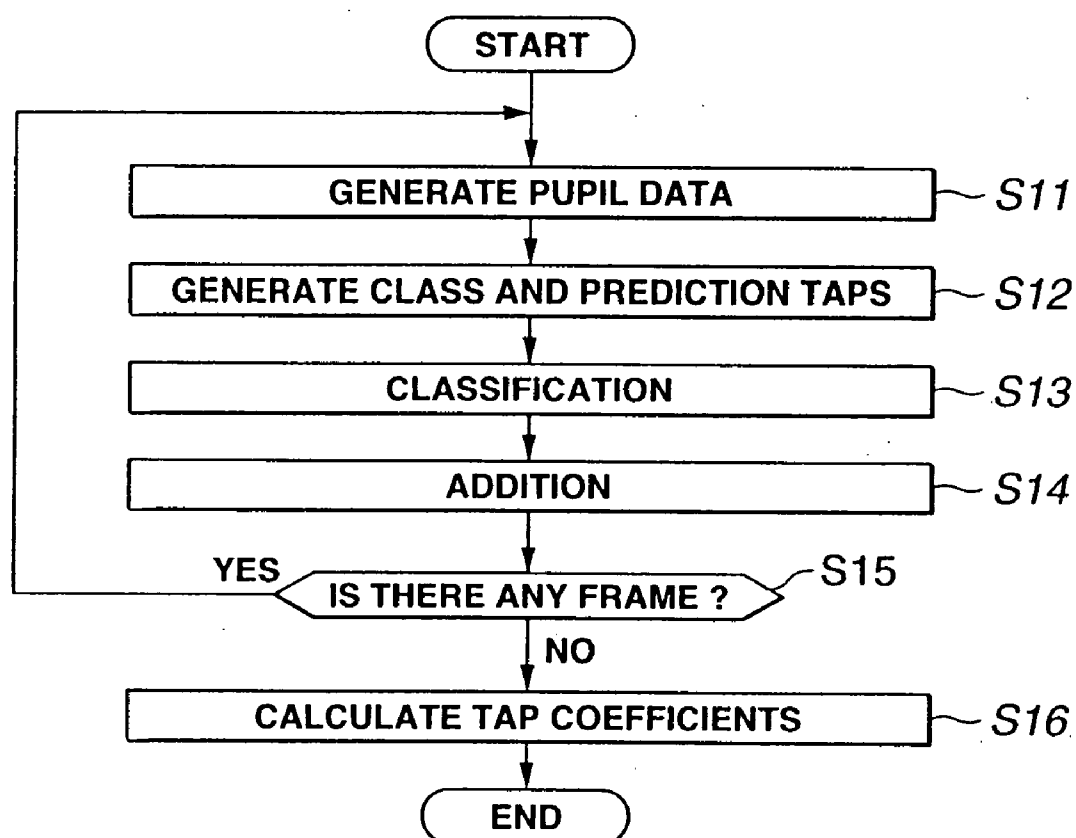 START
GENERATE PUPIL DATA S11
GENERATE CLASS AND PREDICTION TAPS S12
CLASSIFICATION S13
ADDITION S14
YES
IS THERE ANY FRAME ? S15
NO
CALCULATE TAP COEFFICIENTS S16
END